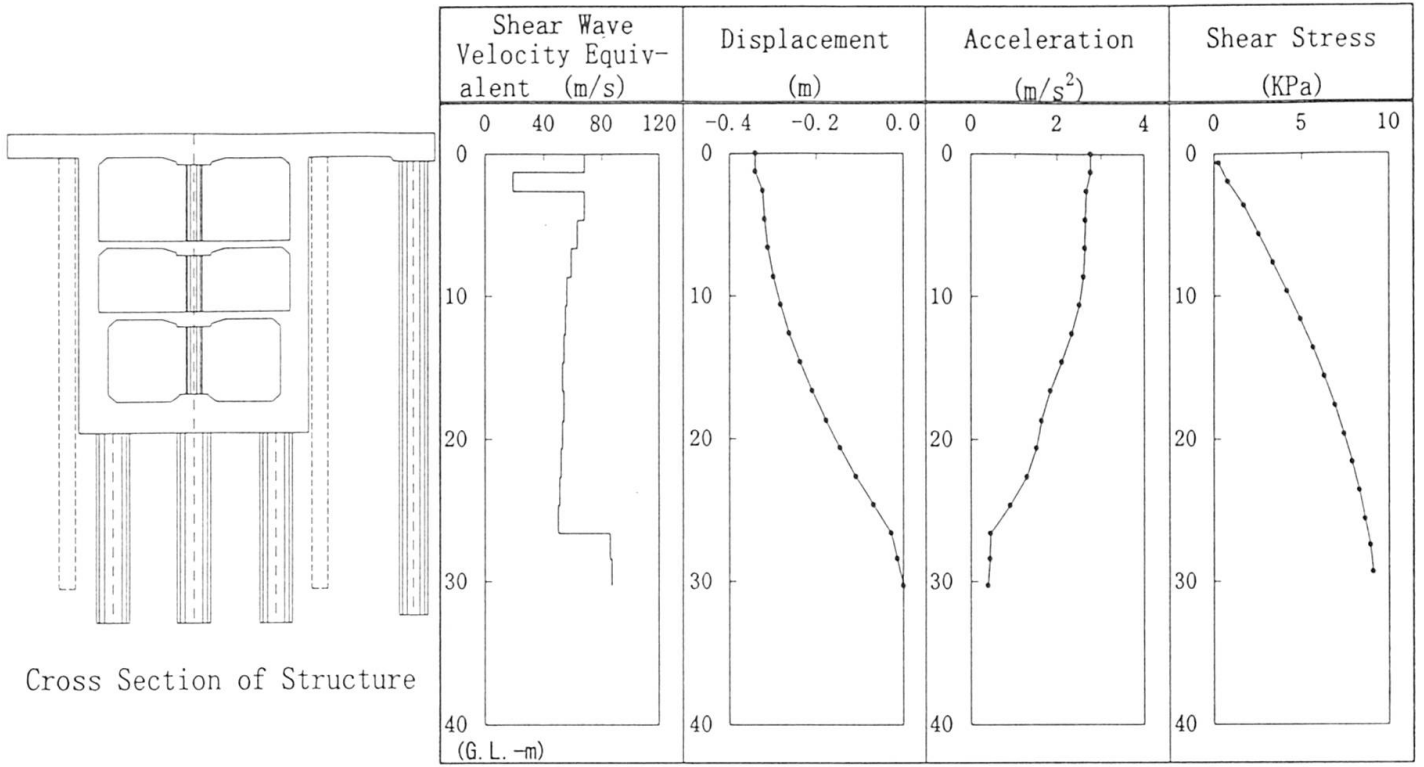 Shear Wave
Velocity Equiv-
alent (m/s)
Displacement
(m)
Acceleration
(m/s²)
Shear Stress
(KPa)
0 40 80 120
-0.4 -0.2 0.0
0 2 4
0 5 10
0 0 0 0
10 10 10 10
20 20 20 20
30 30 30 30
40 40 40 40
(G.L.-m)
Cross Section of Structure